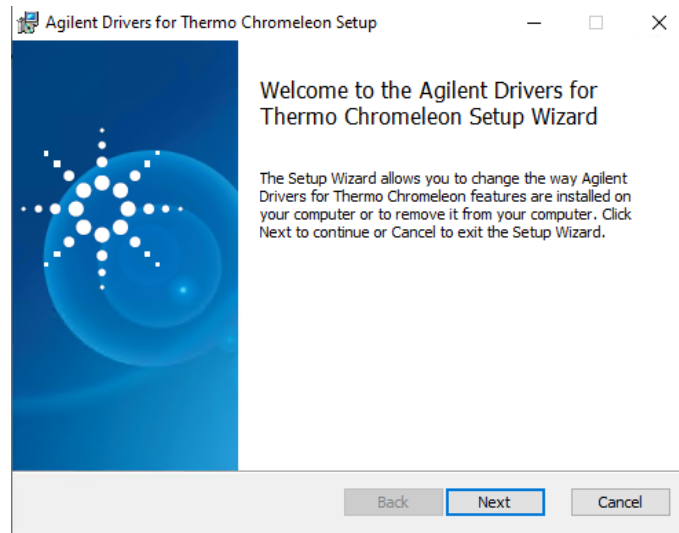 Agilent Drivers for Thermo Chromeleon Setup
Welcome to the Agilent Drivers for
Thermo Chromeleon Setup Wizard
The Setup Wizard allows you to change the way Agilent
Drivers for Thermo Chromeleon features are installed on
your computer or to remove it from your computer. Click
Next to continue or Cancel to exit the Setup Wizard.
Back Next Cancel